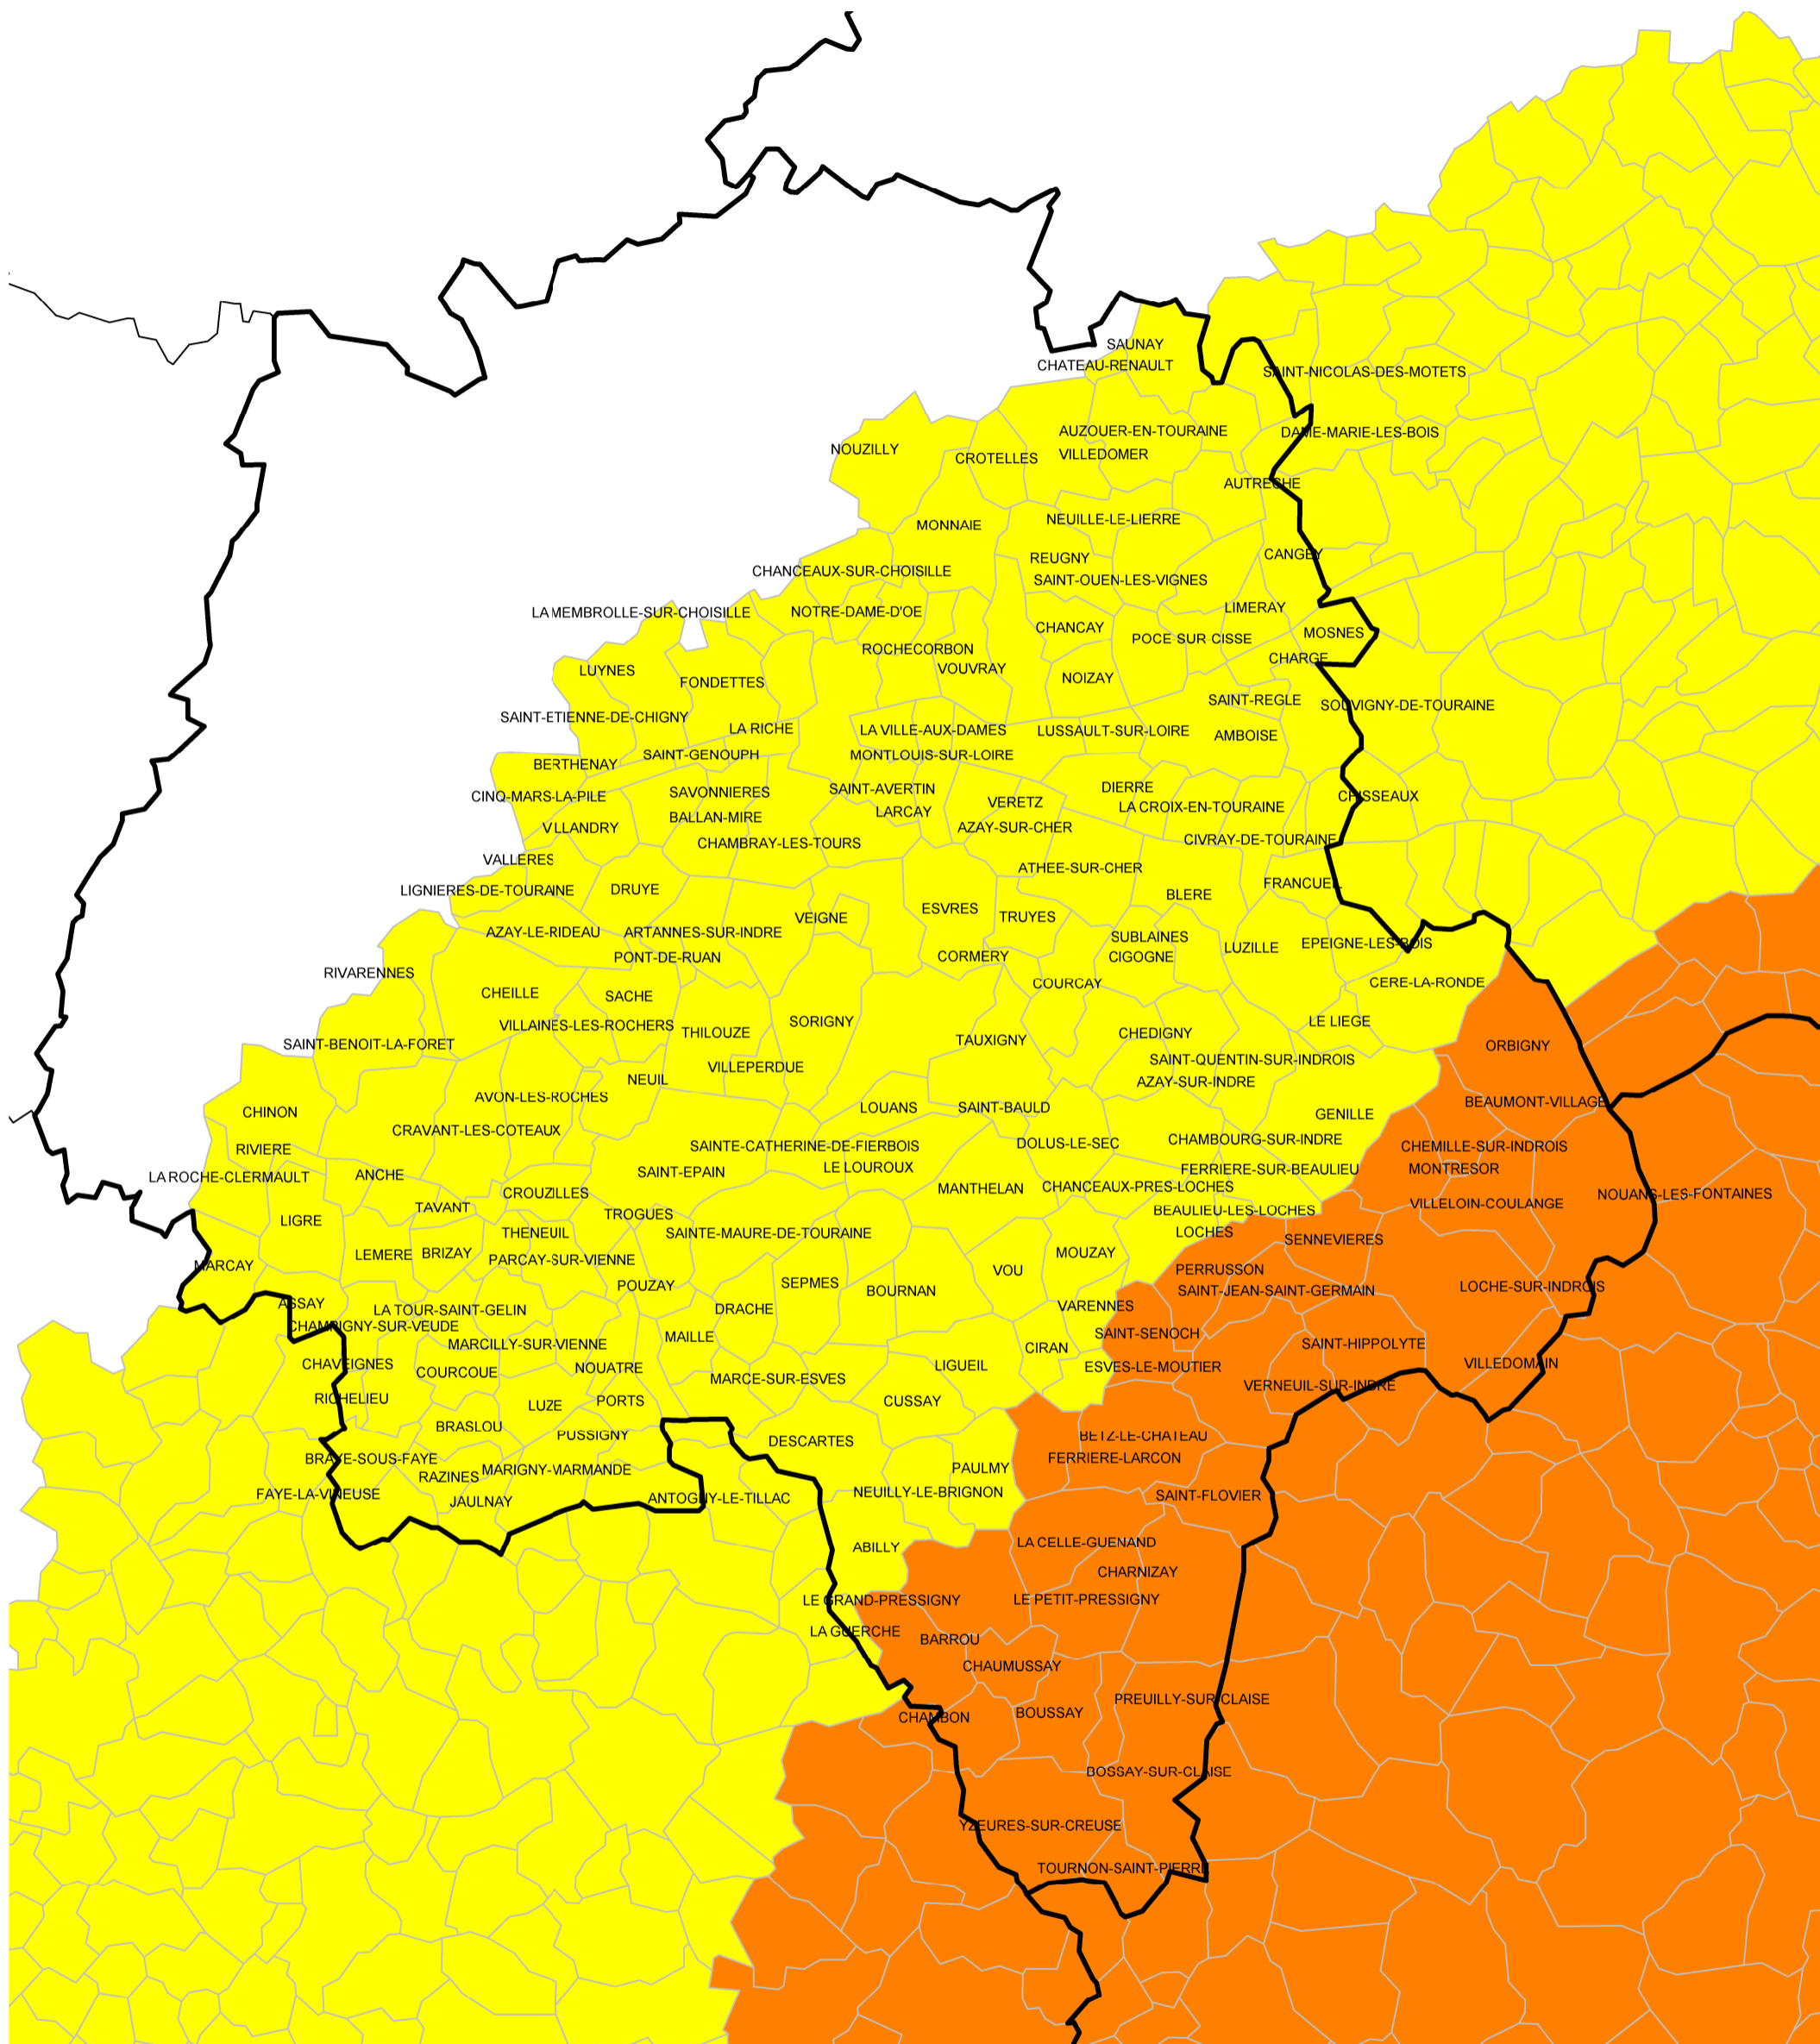 SAUNAY
CHATEAU-RENAULT
SAINT-NICOLAS-DES-MOTETS
AUZOUER-EN-TOURAINE
DAME-MARIE-LES-BOIS
NOUZILLY
CROTELLES
VILLEDOMER
AUTRECHE
MONNAIE
NEUILLE-LE-LIERRE
CANGEY
REUGNY
CHANCEAUX-SUR-CHOISILLE
SAINT-OUEN-LES-VIGNES
LA MEMBROLLE-SUR-CHOISILLE
NOTRE-DAME-D'OE
LIMERAY
CHANCAY
MOSNES
POCE SUR CISSE
ROCHECORBON
CHARGE
LUYNES
VOUVRAY
FONDETTES
NOIZAY
SAINT-REGLE
SOUVIGNY-DE-TOURAINE
SAINT-ETIENNE-DE-CHIGNY
LA RICHE
LA VILLE-AUX-DAMES
LUSSAULT-SUR-LOIRE
AMBOISE
SAINT-GENOUPH
MONTLOUIS-SUR-LOIRE
BERTHENAY
CINQ-MARS-LA-PILE
SAVONNIERES
SAINT-AVERTIN
DIERRE
CHISSEAUX
VERETZ
LA CROIX-EN-TOURAINE
LARCAY
BALLAN-MIRE
VILLANDRY
AZAY-SUR-CHER
CHAMBRAY-LES-TOURS
CIVRAY-DE-TOURAINE
VALLERES
ATHEE-SUR-CHER
LIGNIERES-DE-TOURAINE
DRUYE
FRANCUEIL
BLERE
ESVRES
VEIGNE
TRUYES
AZAY-LE-RIDEAU
ARTANNES-SUR-INDRE
SUBLAINES
EPEIGNE-LES-BOIS
LUZILLE
PONT-DE-RUAN
CORMERY
CIGOGNE
RIVARENNES
COURCAY
CERE-LA-RONDE
CHEILLE
SACHE
SORIGNY
LE LIEGE
VILLAINES-LES-ROCHERS
THILOUZE
CHEDIGNY
SAINT-BENOIT-LA-FORET
TAUXIGNY
ORBIGNY
SAINT-QUENTIN-SUR-INDROIS
VILLEPERDUE
NEUIL
AZAY-SUR-INDRE
AVON-LES-ROCHES
BEAUMONT-VILLAGE
CHINON
LOUANS
SAINT-BAULD
GENILLE
CRAVANT-LES-COTEAUX
CHAMBOURG-SUR-INDRE
DOLUS-LE-SEC
SAINTE-CATHERINE-DE-FIERBOIS
CHEMILLE-SUR-INDROIS
RIVIERE
LE LOUROUX
FERRIERE-SUR-BEAULIEU
MONTRESOR
SAINT-EPAIN
ANCHE
LA ROCHE-CLERMAULT
CHANCEAUX-PRES-LOCHES
MANTHELAN
CROUZILLES
NOUANS-LES-FONTAINES
VILLELOIN-COULANGE
TAVANT
BEAULIEU-LES-LOCHES
TROGUES
LIGRE
THENEUIL
SAINTE-MAURE-DE-TOURAINE
LOCHES
SENNEVIERES
LEMERE
BRIZAY
MOUZAY
PARCAY-SUR-VIENNE
MARCAY
VOU
PERRUSSON
POUZAY
SEPMES
BOURNAN
SAINT-JEAN-SAINT-GERMAIN
LOCHE-SUR-INDROIS
ASSAY
LA TOUR-SAINT-GELIN
DRACHE
VARENNES
CHAMPIGNY-SUR-VEUDE
MAILLE
SAINT-SENOCH
MARCILLY-SUR-VIENNE
SAINT-HIPPOLYTE
CIRAN
CHAVEIGNES
NOUATRE
LIGUEIL
ESVES-LE-MOUTIER
VILLEDOMAIN
COURCOUE
MARCE-SUR-ESVES
VERNEUIL-SUR-INDRE
RICHELIEU
LUZE
PORTS
CUSSAY
BRASLOU
PUSSIGNY
DESCARTES
BETZ-LE-CHATEAU
BRAYE-SOUS-FAYE
FERRIERE-LARCON
MARIGNY-MARMANDE
PAULMY
RAZINES
FAYE-LA-VINEUSE
NEUILLY-LE-BRIGNON
JAULNAY
ANTOGNY-LE-TILLAC
SAINT-FLOVIER
ABILLY
LA CELLE-GUENAND
CHARNIZAY
LE GRAND-PRESSIGNY
LE PETIT-PRESSIGNY
LA GUERCHE
BARROU
CHAUMUSSAY
PREUILLY-SUR-CLAISE
CHAMBON
BOUSSAY
BOSSAY-SUR-CLAISE
YZEURES-SUR-CREUSE
TOURNON-SAINT-PIERRE